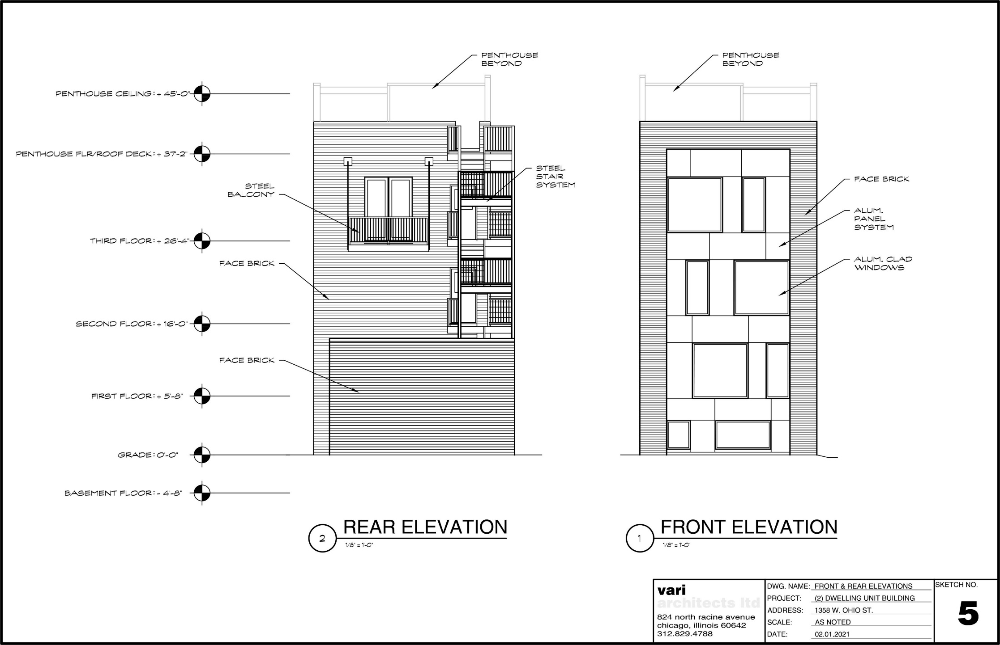 PENTHOUSE
BEYOND
PENTHOUSE
BEYOND
PENTHOUSE CEILING: + 45'-0"
PENTHOUSE FLR/ROOF DECK: + 37'-2"
STEEL
STAIR
SYSTEM
FACE BRICK
STEEL
BALCONY
ALUM.
PANEL
SYSTEM
THIRD FLOOR: + 26'-4"
FACE BRICK
ALUM. CLAD
WINDOWS
SECOND FLOOR: + 16'-0"
FACE BRICK
FIRST FLOOR: + 5'-8"
GRADE: 0'-0"
BASEMENT FLOOR: - 4'-8"
2 REAR ELEVATION
1/8" = 1'-0"
1 FRONT ELEVATION
1/8" = 1'-0"
vari
architects ltd
824 north racine avenue
chicago, illinois 60642
312.829.4788
DWG. NAME: FRONT & REAR ELEVATIONS
PROJECT: (2) DWELLING UNIT BUILDING
ADDRESS: 1358 W. OHIO ST.
SCALE: AS NOTED
DATE: 02.01.2021
SKETCH NO.
5